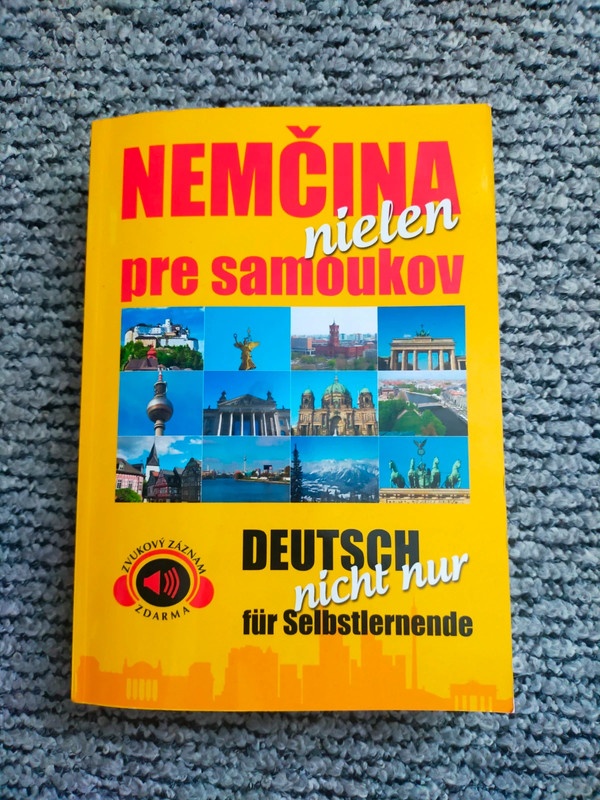 NEMČINA
nielen
pre samoukov
ZVUKOVÝ ZÁZNAM
ZDARMA
DEUTSCH
nicht nur
für Selbstlernende